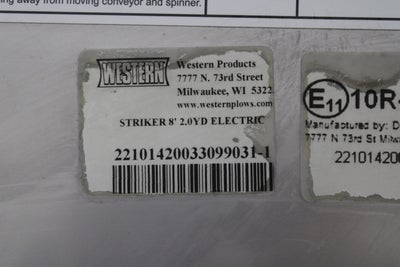 ing away from moving conveyor and spinner.
WESTERN
Western Products
7777 N. 73rd Street
Milwaukee, WI 5322
www.westernplows.com
STRIKER 8' 2.0YD ELECTRIC
22101420033099031-1
E11 10R-
Manufactured by: D
7777 N 73rd St Milw
221014200